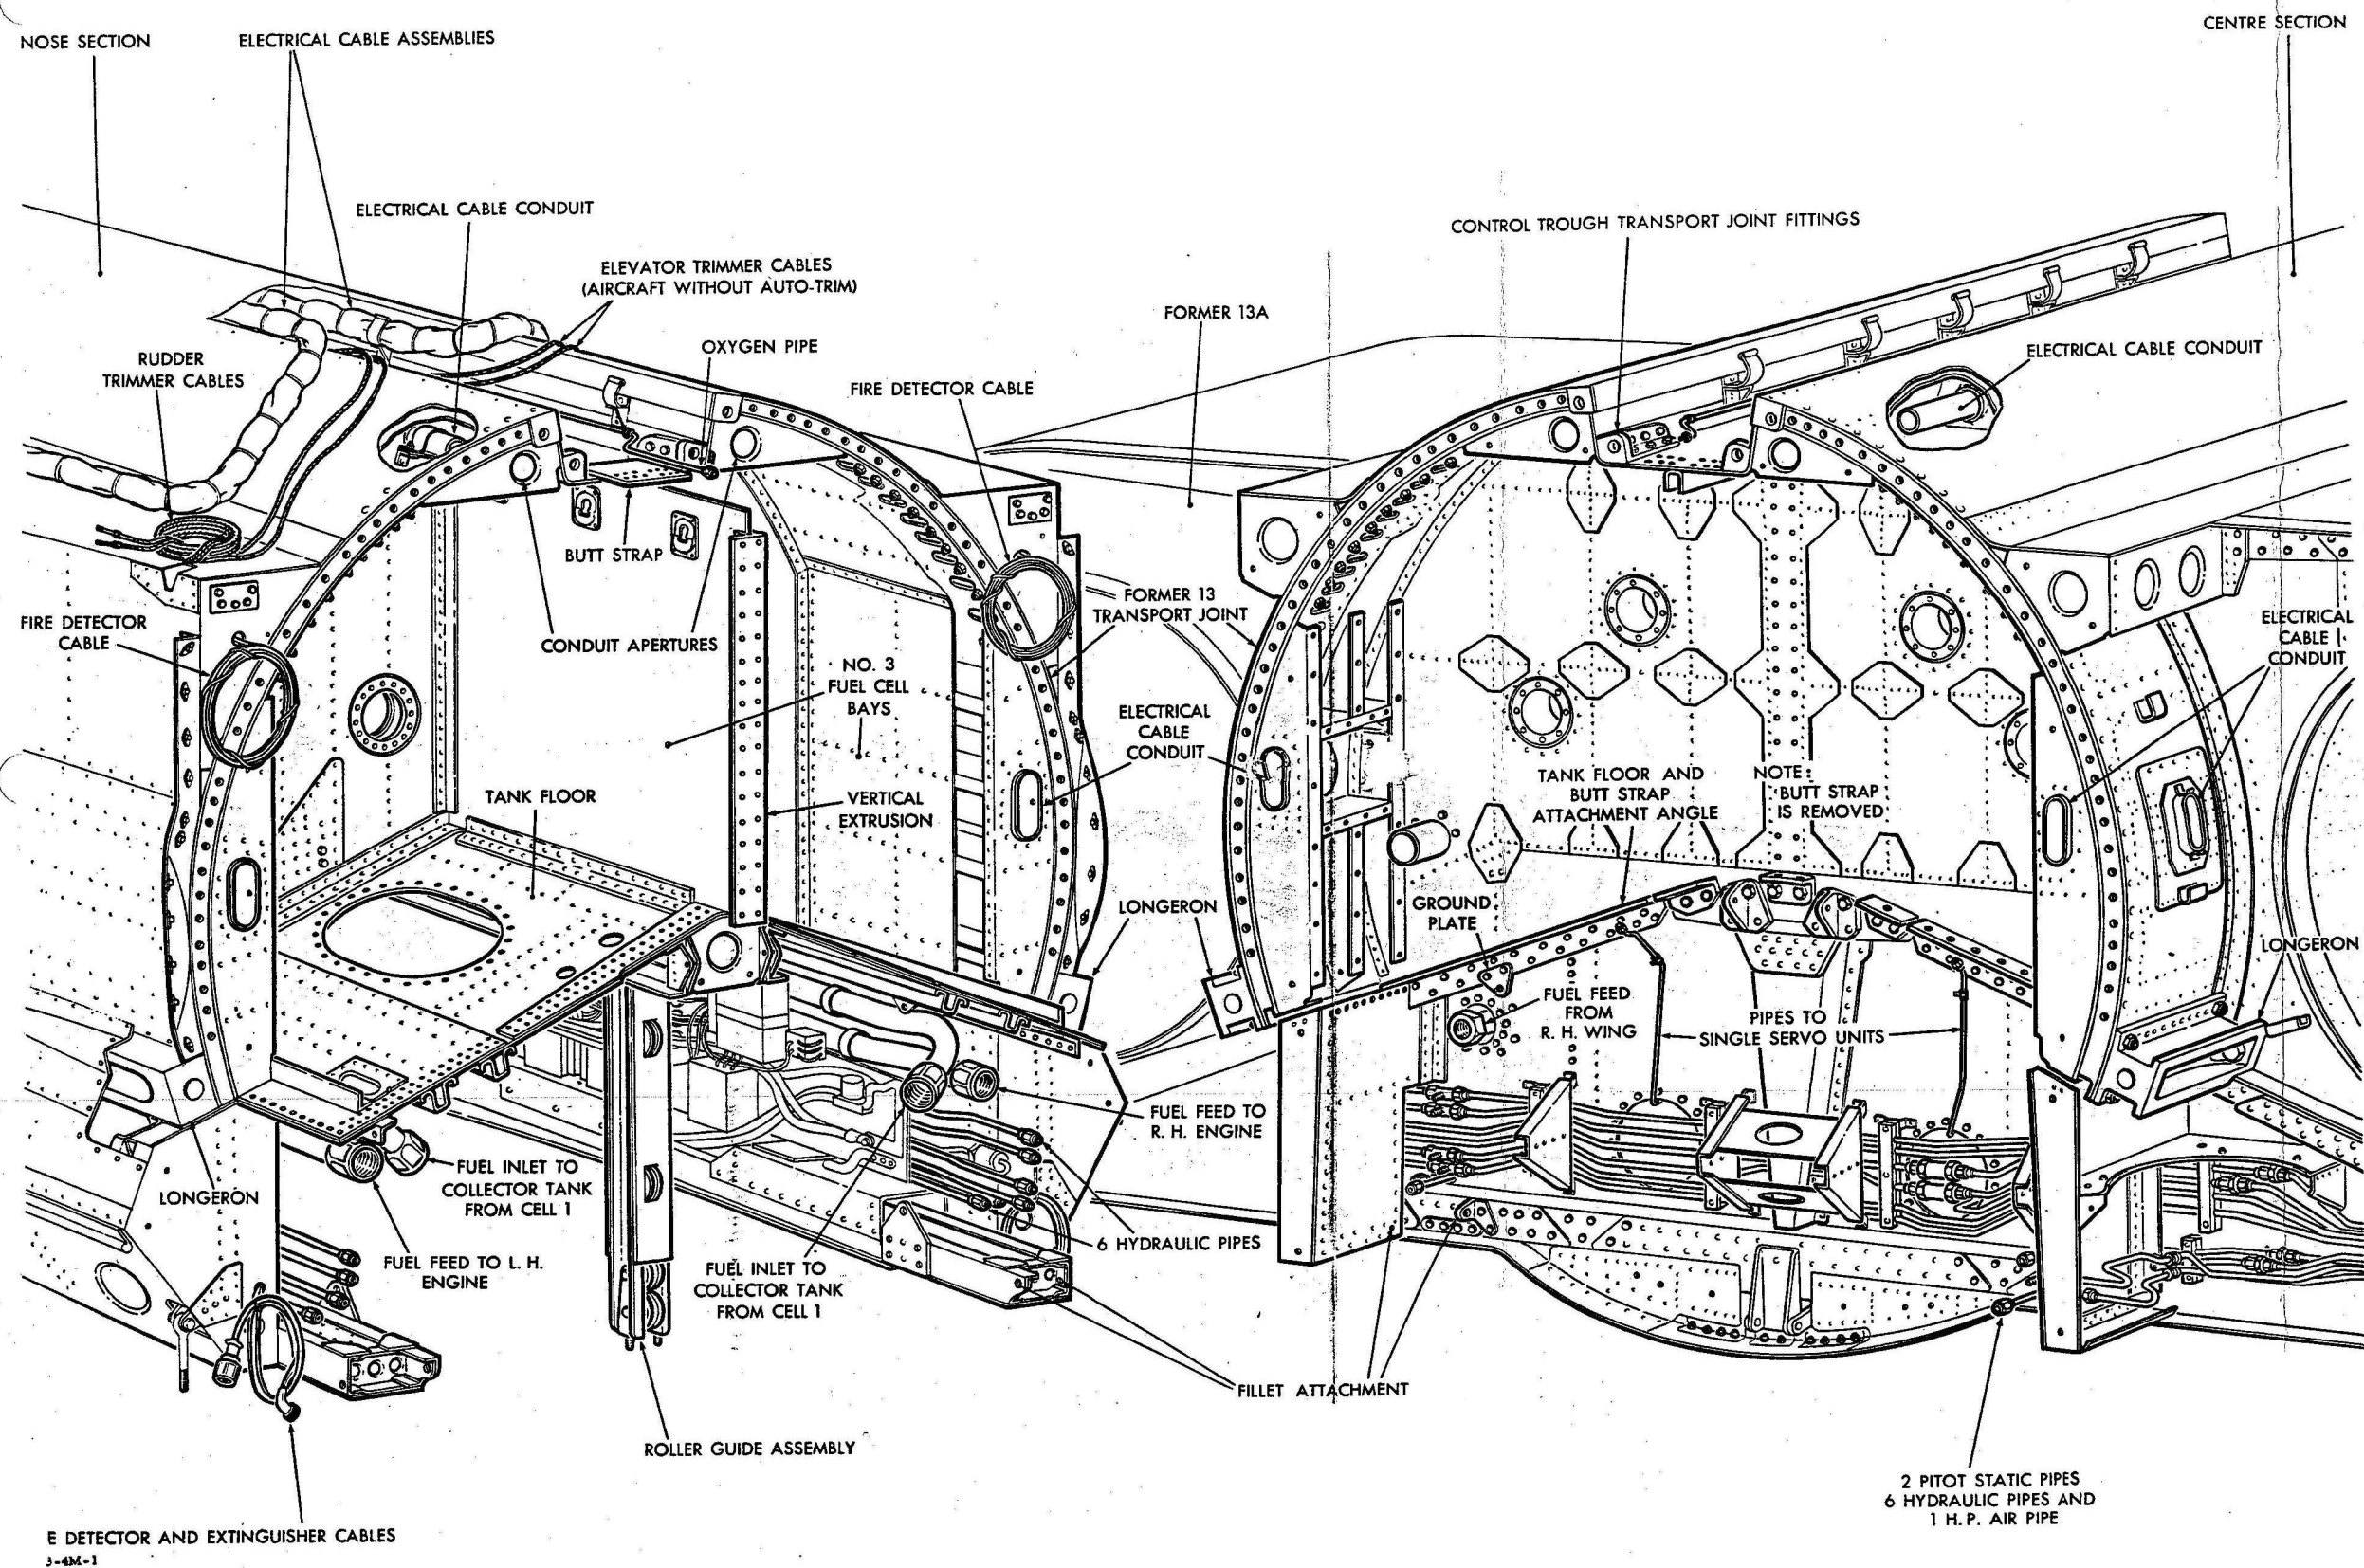 NOSE SECTION
ELECTRICAL CABLE ASSEMBLIES
CENTRE SECTION
ELECTRICAL CABLE CONDUIT
CONTROL TROUGH TRANSPORT JOINT FITTINGS
ELEVATOR TRIMMER CABLES
(AIRCRAFT WITHOUT AUTO-TRIM)
FORMER 13A
OXYGEN PIPE
ELECTRICAL CABLE CONDUIT
RUDDER
TRIMMER CABLES
FIRE DETECTOR CABLE
BUTT STRAP
FORMER 13
TRANSPORT JOINT
FIRE DETECTOR
CABLE
CONDUIT APERTURES
ELECTRICAL
CABLE
CONDUIT
NO. 3
FUEL CELL
BAYS
ELECTRICAL
CABLE
CONDUIT
TANK FLOOR
VERTICAL
EXTRUSION
TANK FLOOR AND
BUTT STRAP
ATTACHMENT ANGLE
NOTE:
BUTT STRAP
IS REMOVED
LONGERON
GROUND
PLATE
LONGERON
FUEL FEED
FROM
R. H. WING
PIPES TO
SINGLE SERVO UNITS
FUEL FEED TO
R. H. ENGINE
FUEL INLET TO
COLLECTOR TANK
FROM CELL 1
LONGERON
6 HYDRAULIC PIPES
FUEL FEED TO L. H.
ENGINE
FUEL INLET TO
COLLECTOR TANK
FROM CELL 1
FILLET ATTACHMENT
ROLLER GUIDE ASSEMBLY
2 PITOT STATIC PIPES
6 HYDRAULIC PIPES AND
1 H. P. AIR PIPE
E DETECTOR AND EXTINGUISHER CABLES
3-4M-1